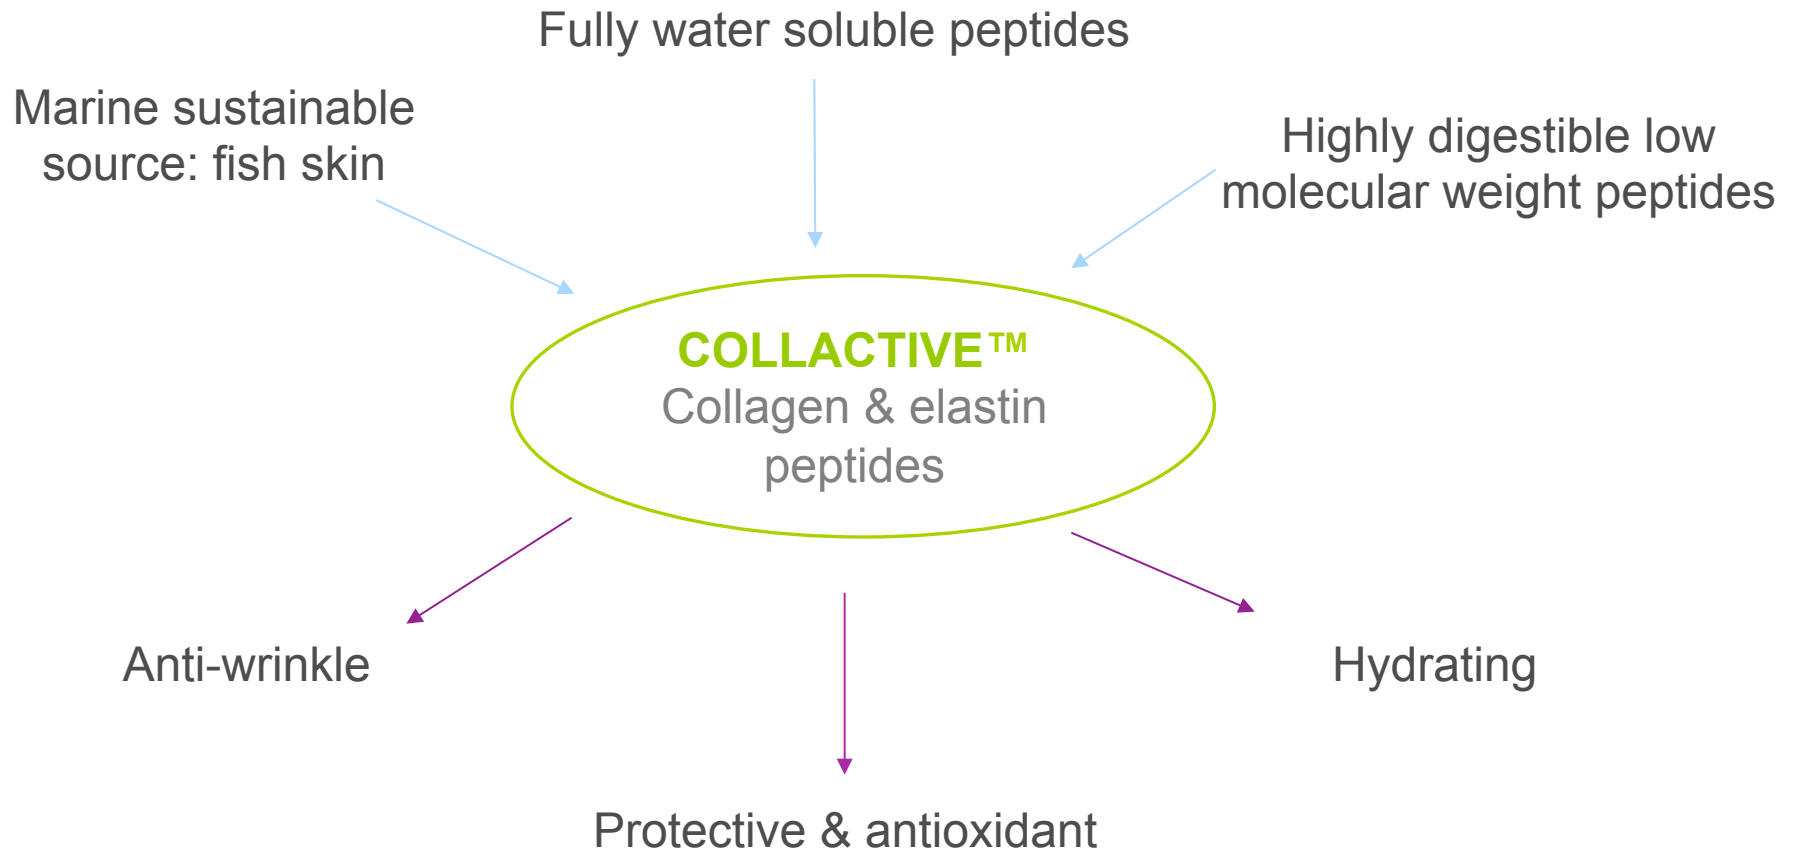 Fully water soluble peptides
Marine sustainable
source: fish skin
Highly digestible low
molecular weight peptides
COLLACTIVE™
Collagen & elastin
peptides
Anti-wrinkle
Hydrating
Protective & antioxidant